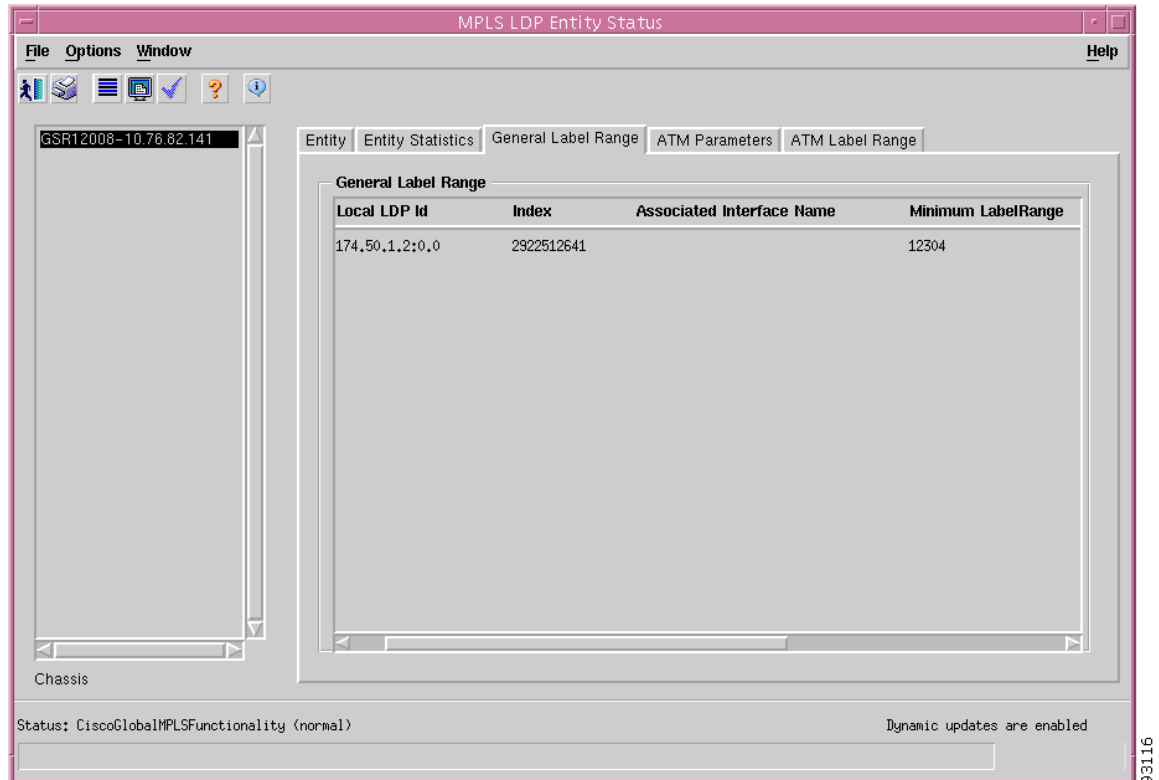 MPLS LDP Entity Status
File Options Window Help
GSR12008-10.76.82.141
Entity Entity Statistics General Label Range ATM Parameters ATM Label Range
General Label Range
Local LDP Id Index Associated Interface Name Minimum LabelRange
174.50.1.2:0.0 2922512641 12304
Chassis
Status: CiscoGlobalMPLSFunctionality (normal) Dynamic updates are enabled
93116